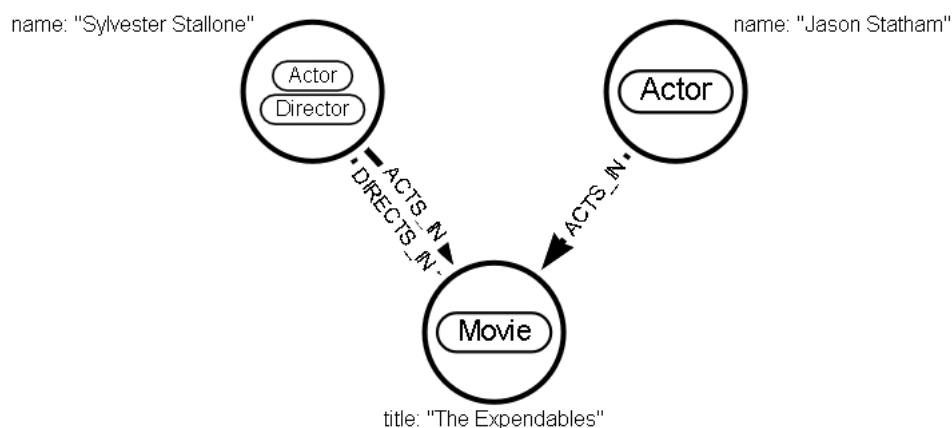 name: "Sylvester Stallone"
name: "Jason Statham"
Actor
Director
Actor
ACTS_IN
DIRECTS_IN
ACTS_IN
Movie
title: "The Expendables"